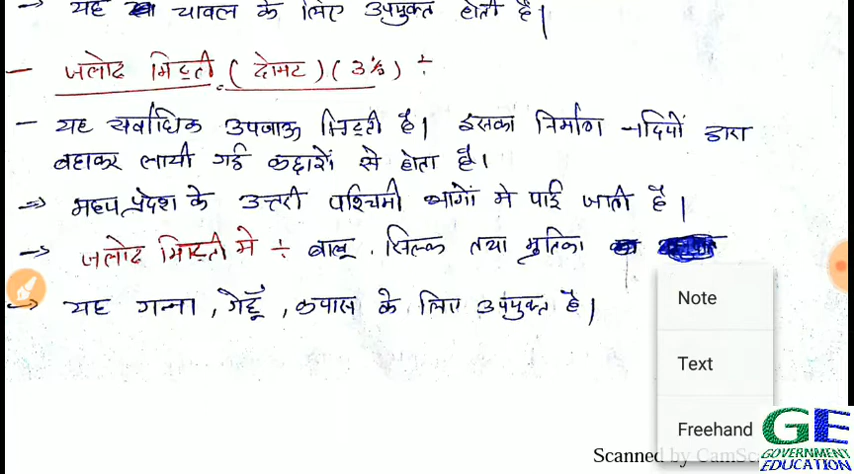 → यह चावल के लिए उपयुक्त होती है|
- जलोढ मिट्टी (दोमट) (3%) ÷
- यह सर्वाधिक उपजाऊ मिट्टी है| इसका निर्माण नदियों द्वारा
बहाकर लायी गई कछारों से होता है।
⇒ मध्य प्रदेश के उत्तरी पश्चिमी भागों मे पाई जाती है|
→ जलोढ मिट्टी मे ÷ बालू, सिल्क तथा मृतिका
→ यह गन्ना, गेहूँ, कपास के लिए उपयुक्त है|
Note
Text
Freehand
Scanned by CamSc
GE
GOVERNMENT
EDUCATION